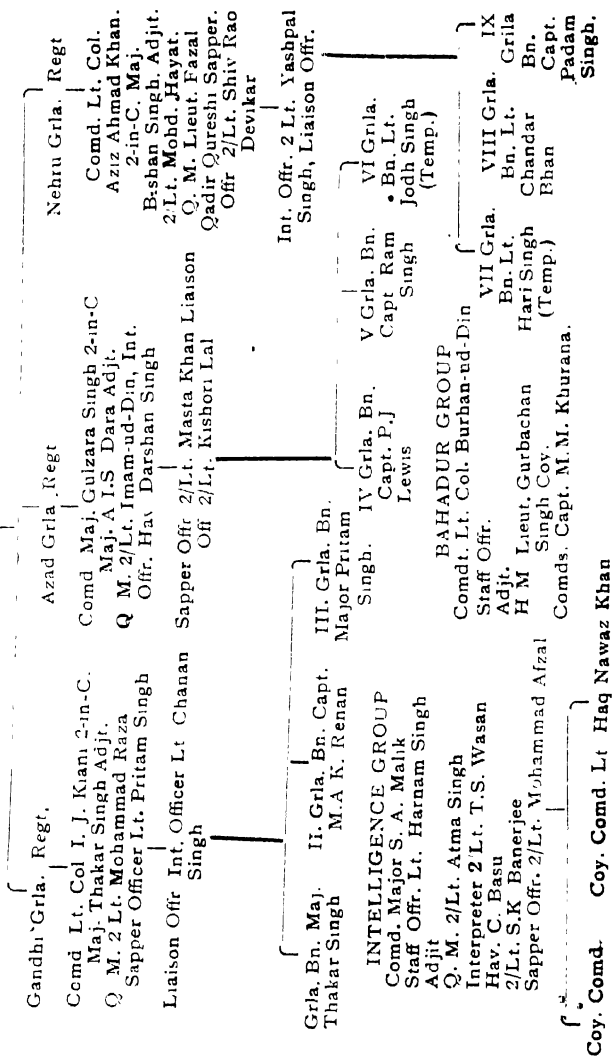 Gandhi Grla. Regt.
Comd Lt. Col I. J. Kiani 2-in-C.
Maj. Thakar Singh Adjt.
Q M. 2 Lt. Mohammad Raza
Sapper Officer Lt. Pritam Singh
Liaison Offr Int. Officer Lt Chanan
Singh
Grla. Bn. Maj.
Thakar Singh
II. Grla. Bn. Capt.
M.A K. Renan
III. Grla. Bn.
Major Pritam
Singh.
Azad Grla .Regt
Comd Maj. Gulzara Singh 2-in-C
Maj. A I.S Dara Adjt.
Q M. 2/Lt. Imam-ud-Din, Int.
Offr. Hav Darshan Singh
Sapper Offr 2/Lt. Masta Khan Liaison
Off 2/Lt. Kishori Lal
IV Grla. Bn.
Capt. P.J
Lewis
V Grla. Bn.
Capt Ram
Singh
VI Grila.
Bn. Lt.
Jodh Singh
(Temp.)
Nehru Grla. Regt
Comd. Lt. Col.
Aziz Ahmad Khan.
2-in-C. Maj.
Bishan Singh. Adjit.
2/Lt. Mohd. Hayat.
Q. M. Lieut. Fazal
Qadir Qureshi Sapper.
Offr 2/Lt. Shiv Rao
Devikar
Int. Offr. 2 Lt. Yashpal
Singh, Liaison Offr.
VII Grla.
Bn. Lt.
Hari Singh
(Temp.)
VIII Grla.
Bn. Lt.
Chandar
Bhan
IX
Grila
Bn.
Capt.
Padam
Singh.
INTELLIGENCE GROUP
Comd. Major S. A. Malik
Staff Offr. Lt. Harnam Singh
Adjit
Q. M. 2/Lt. Atma Singh
Interpreter 2 Lt. T.S. Wasan
Hav. C. Basu
2/Lt. S.K Banerjee
Sapper Offr. 2/Lt. Mohammad Afzal
Coy. Comd.
Coy. Comd. Lt Haq Nawaz Khan
BAHADUR GROUP
Comdt. Lt. Col. Burhan-ud-Din
Staff Offr.
Adjt.
H M Lieut. Gurbachan
Singh Coy.
Comds. Capt. M. M. Khurana.